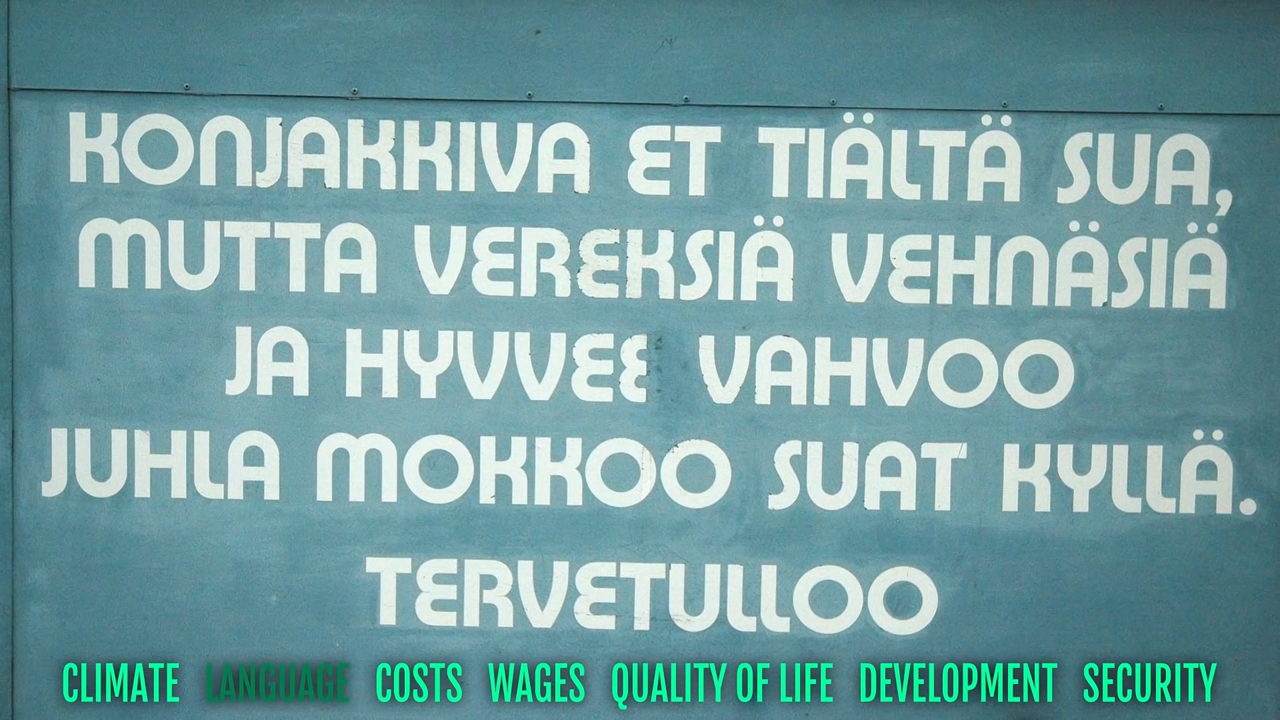 KONJAKKIVA ET TIÄLTÄ SUA,
MUTTA VEREKSIÄ VEHNÄSIÄ
JA HYVVEE VAHVOO
JUHLA MOKKOO SUAT KYLLÄ.
TERVETULLOO
CLIMATE LANGUAGE COSTS WAGES QUALITY OF LIFE DEVELOPMENT SECURITY